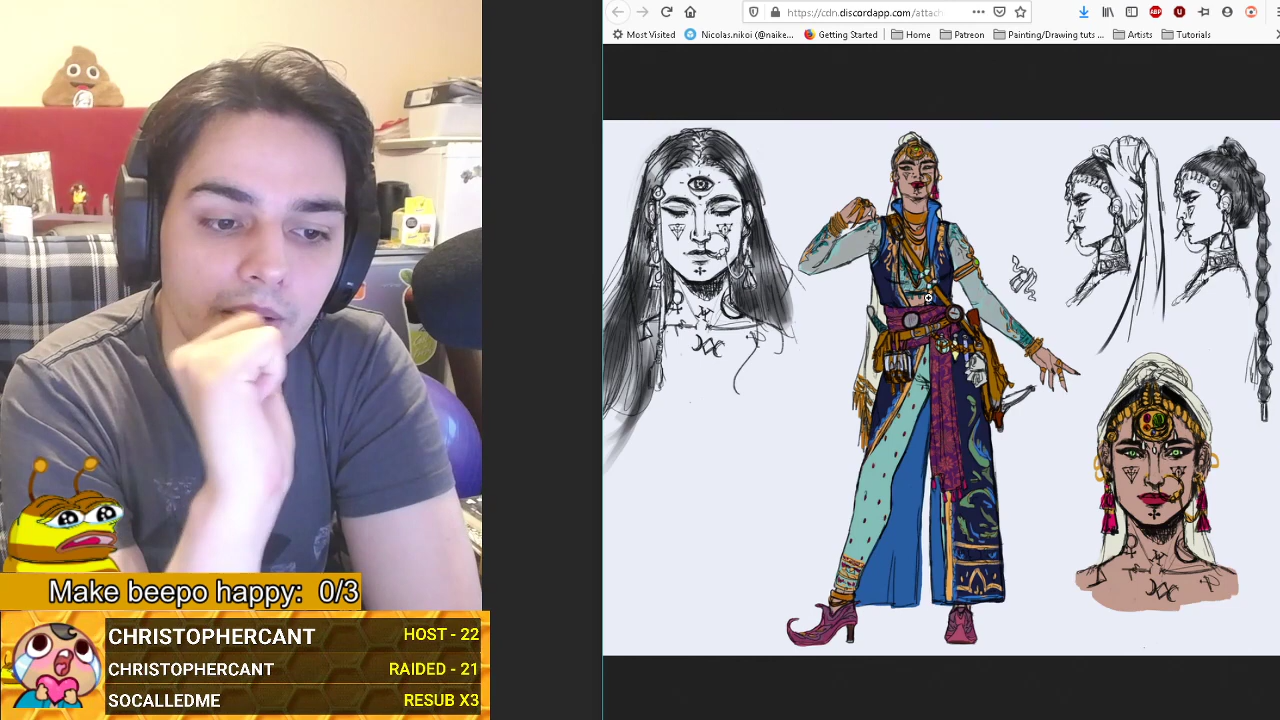 https://cdn.discordapp.com/attach
Most Visited
Nicolas.nikoi (@naike...
Getting Started
Home
Patreon
Painting/Drawing tuts ...
Artists
Tutorials
ABP
Make beepo happy: 0/3
CHRISTOPHERCANT HOST - 22
CHRISTOPHERCANT RAIDED - 21
SOCALLEDME RESUB X3